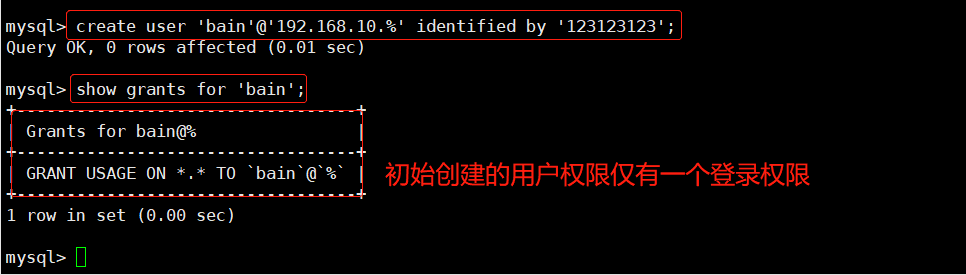 mysql> create user 'bain'@'192.168.10.%' identified by '123123123';
Query OK, 0 rows affected (0.01 sec)
mysql> show grants for 'bain';
+----------------------------------+
| Grants for bain@%                |
+----------------------------------+
| GRANT USAGE ON *.* TO `bain`@`%` |
+----------------------------------+
初始创建的用户权限仅有一个登录权限
1 row in set (0.00 sec)
mysql>